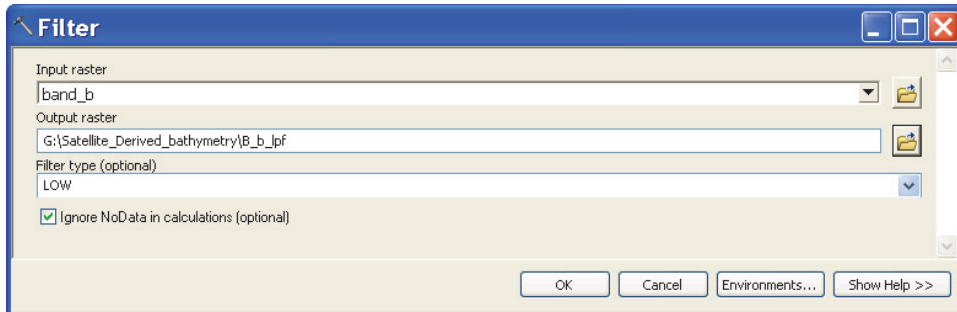 Filter
Input raster
band_b
Output raster
G:\Satellite_Derived_bathymetry\B_b_lpf
Filter type (optional)
LOW
Ignore NoData in calculations (optional)
OK Cancel Environments... Show Help >>